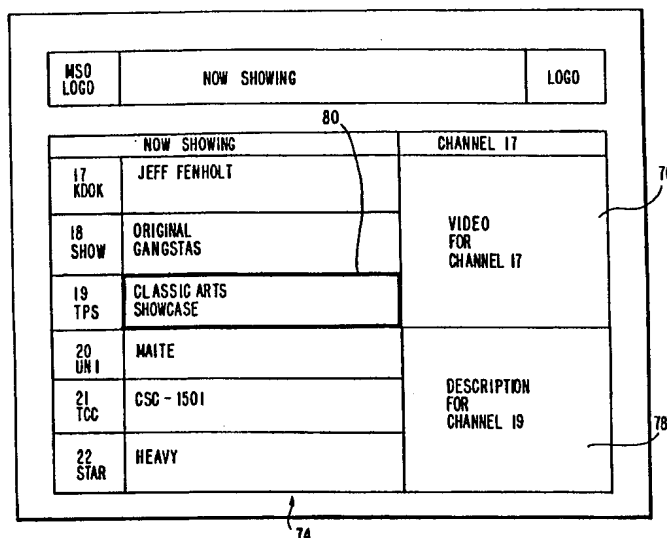 MSO
LOGO
NOW SHOWING
LOGO
80
NOW SHOWING
CHANNEL 17
17
KDOK
JEFF FENHOLT
18
SHOW
ORIGINAL
GANGSTAS
19
TPS
CLASSIC ARTS
SHOWCASE
20
UNI
MAITE
21
TCC
CSC-1501
22
STAR
HEAVY
VIDEO
FOR
CHANNEL 17
DESCRIPTION
FOR
CHANNEL 19
78
74